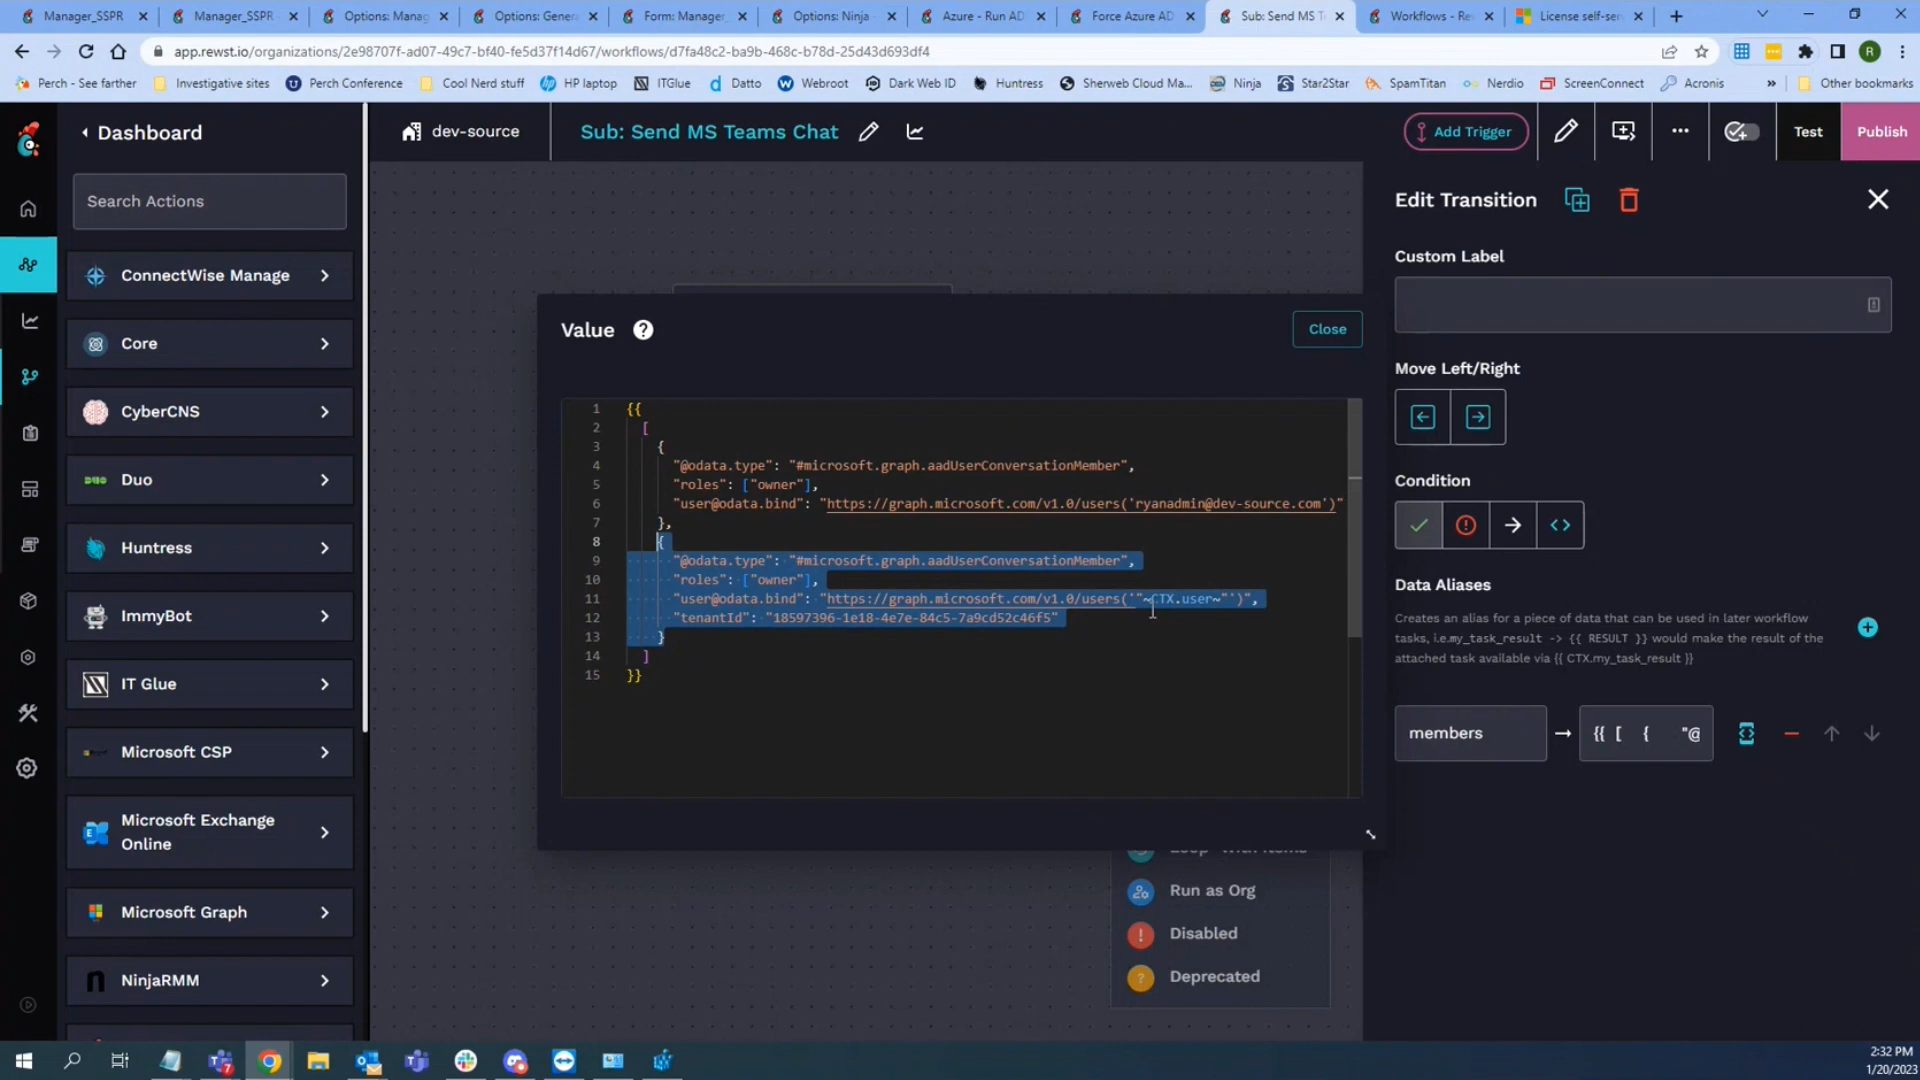 Manager_SSPR
Manager_SSPR
Options: Manag
Options: Gener
Form: Manager_
Options: Ninja
Azure - Run AD
Force Azure AD
Sub: Send MS T
Workflows - Re
License self-ser
app.rewst.io/organizations/2e98707f-ad07-49c7-bf40-fe5d37f14d67/workflows/d7fa48c2-ba9b-468c-b78d-25d43d693df4
R
Perch - See farther
Investigative sites
Perch Conference
Cool Nerd stuff
HP laptop
ITGlue
Datto
Webroot
Dark Web ID
Huntress
Sherweb Cloud Ma...
Ninja
Star2Star
SpamTitan
Nerdio
ScreenConnect
Acronis
»
Other bookmarks
Dashboard
dev-source
Sub: Send MS Teams Chat
Add Trigger
Test
Publish
Search Actions
ConnectWise Manage
Core
CyberCNS
Duo
Huntress
ImmyBot
IT Glue
Microsoft CSP
Microsoft Exchange
Online
Microsoft Graph
NinjaRMM
Value
Close
1 {{
2 [
3 {
4 "@odata.type": "#microsoft.graph.aadUserConversationMember",
5 "roles": ["owner"],
6 "user@odata.bind": "https://graph.microsoft.com/v1.0/users('ryanadmin@dev-source.com')"
7 },
8 {
9 "@odata.type": "#microsoft.graph.aadUserConversationMember",
10 "roles": ["owner"],
11 "user@odata.bind": "https://graph.microsoft.com/v1.0/users('"~CTX.user~"')",
12 "tenantId": "18597396-1e18-4e7e-84c5-7a9cd52c46f5"
13 }
14 ]
15 }}
Run as Org
Disabled
Deprecated
Edit Transition
Custom Label
Move Left/Right
Condition
Data Aliases
Creates an alias for a piece of data that can be used in later workflow
tasks, i.e.my_task_result -> {{ RESULT }} would make the result of the
attached task available via {{ CTX.my_task_result }}
members
{{ [ { "@
2:32 PM
1/20/2023